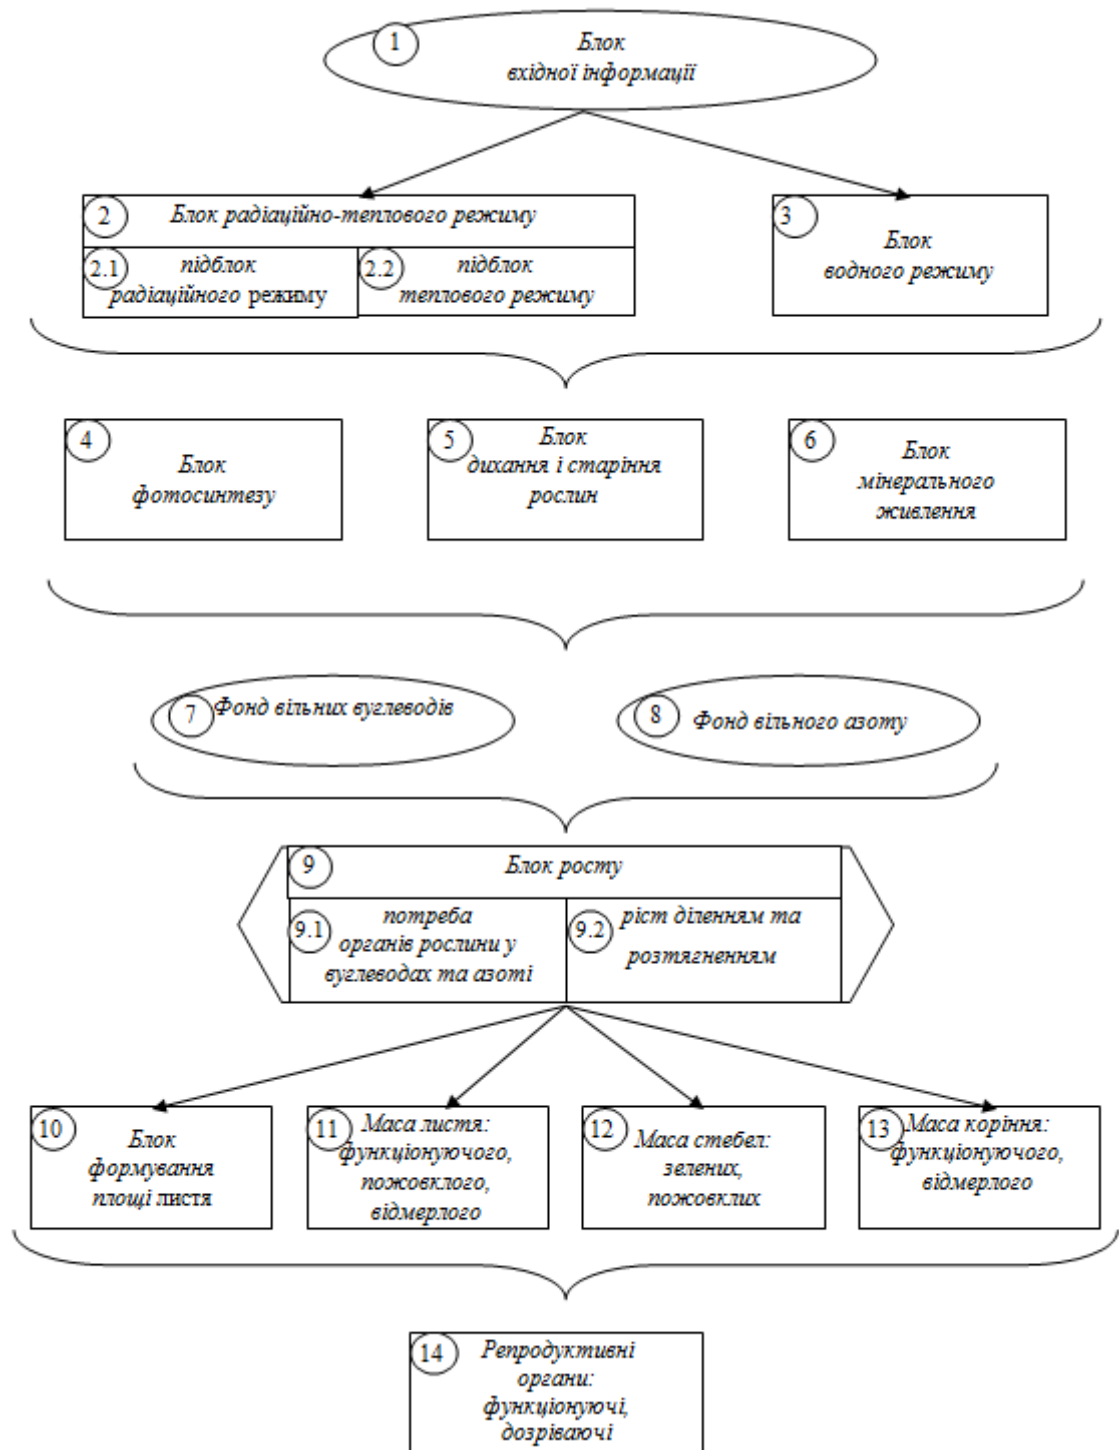 1
Блок
вхідної інформації
2
Блок радіаційно-теплового режиму
2.1
підблок
радіаційного режиму
2.2
підблок
теплового режиму
3
Блок
водного режиму
4
Блок
фотосинтезу
5
Блок
дихання і старіння
рослин
6
Блок
мінерального
живлення
7
Фонд вільних вуглеводів
8
Фонд вільного азоту
9
Блок росту
9.1
потреба
органів рослини у
вуглеводах та азоті
9.2
ріст діленням та
розтягненням
10
Блок
формування
площі листя
11
Маса листя:
функціонуючого,
пожовклого,
відмерлого
12
Маса стебел:
зелених,
пожовклих
13
Маса коріння:
функціонуючого,
відмерлого
14
Репродуктивні
органи:
функціонуючі,
дозріваючі